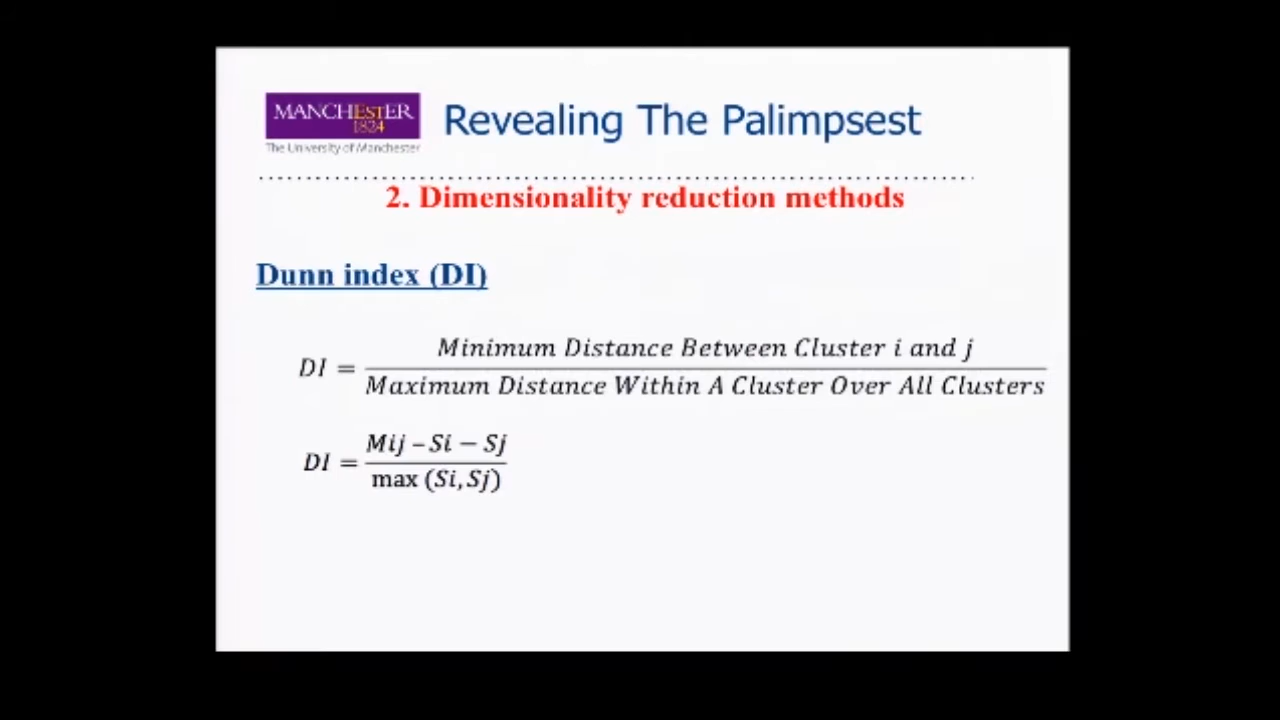 MANCHESTER
1824
The University of Manchester
Revealing The Palimpsest
2. Dimensionality reduction methods
Dunn index (DI)
DI = Minimum Distance Between Cluster i and j / Maximum Distance Within A Cluster Over All Clusters
DI = Mij – Si − Sj / max (Si, Sj)